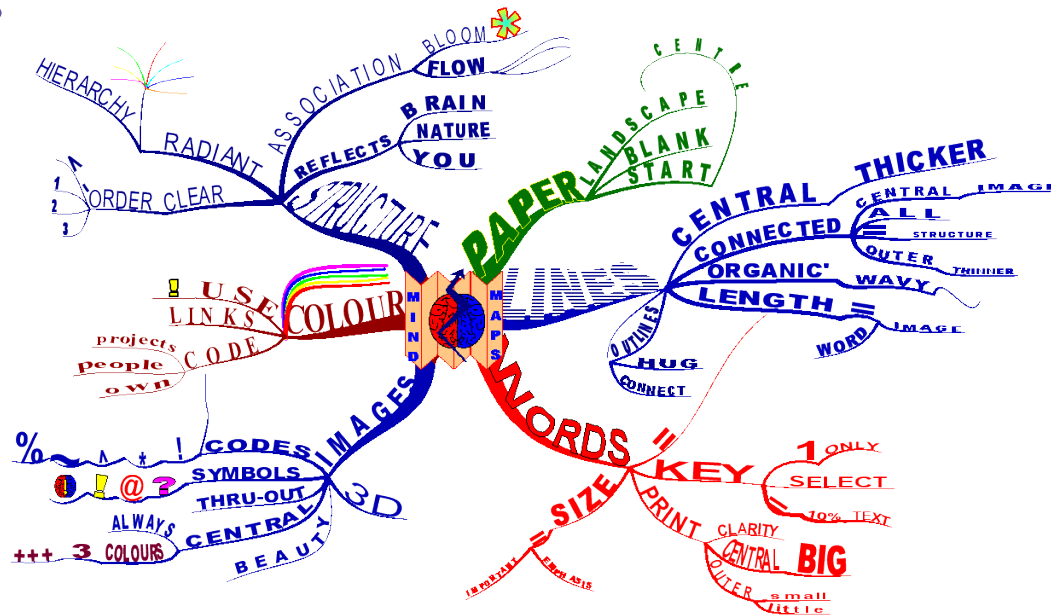 MIND MAPS
STRUCTURE
ASSOCIATION
BLOOM
FLOW
REFLECTS
BRAIN
NATURE
YOU
RADIANT
HIERARCHY
ORDER CLEAR
1
2
3
PAPER
LANDSCAPE
BLANK
START
CENTRE
LINES
CENTRAL
THICKER
CONNECTED
CENTRAL
IMAGE
ALL
= STRUCTURE
OUTER
THINNER
ORGANIC'
WAVY
LENGTH =
IMAGE
WORD
OUTLINES
HUG
CONNECT
WORDS
=
KEY
1 ONLY
SELECT
= 10% TEXT
PRINT
CLARITY
CENTRAL BIG
OUTER
small
little
SIZE
=
IMPORTANT
EMPHASIS
IMAGES
3D
BEAUTY
CENTRAL
ALWAYS
+++ 3 COLOURS
THRU-OUT
SYMBOLS
! @ ?
CODES
% ~ ^ * !
COLOUR
! USE
LINKS
CODE
projects
people
own